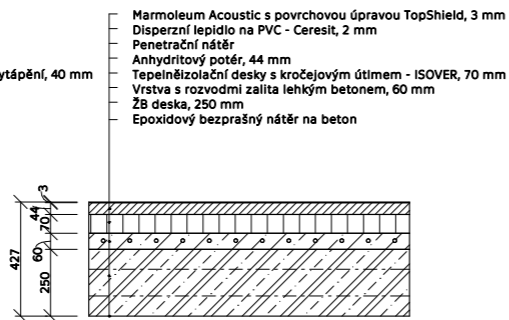 Marmoleum Acoustic s povrchovou úpravou TopShield, 3 mm
Disperzní lepidlo na PVC - Ceresit, 2 mm
Penetrační nátěr
Anhydritový potěr, 44 mm
ytápění, 40 mm
Tepelněizolační desky s kročejovým útlmem - ISOVER, 70 mm
Vrstva s rozvodmi zalita lehkým betonem, 60 mm
ŽB deska, 250 mm
Epoxidový bezprašný nátěr na beton
3
44
70
60
250
427